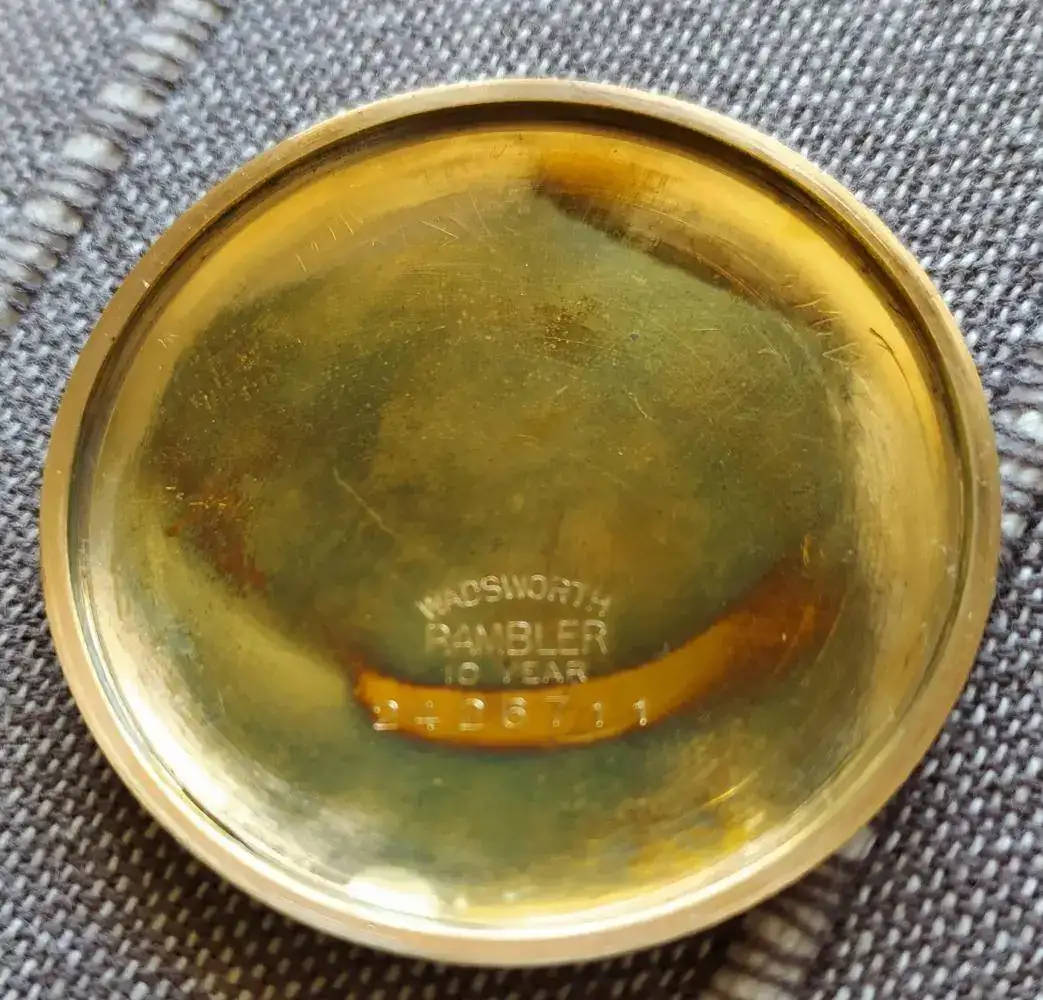 WADSWORTH
RAMBLER
10 YEAR
2426711